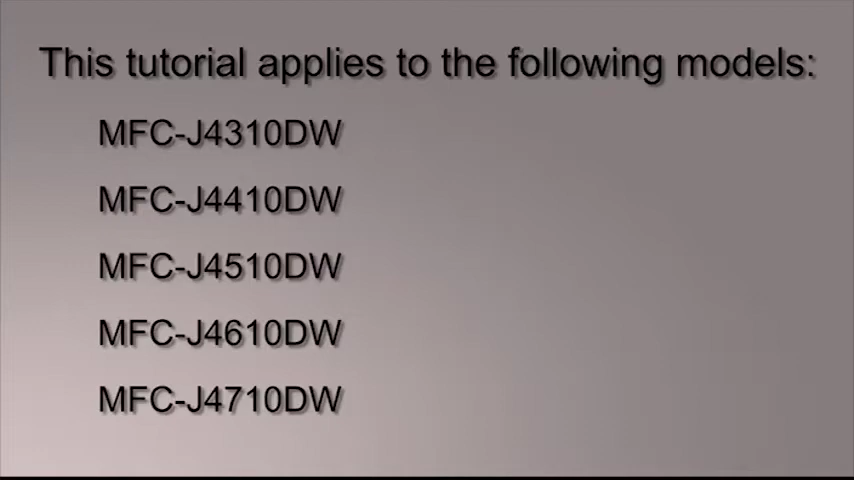 This tutorial applies to the following models:
MFC-J4310DW
MFC-J4410DW
MFC-J4510DW
MFC-J4610DW
MFC-J4710DW